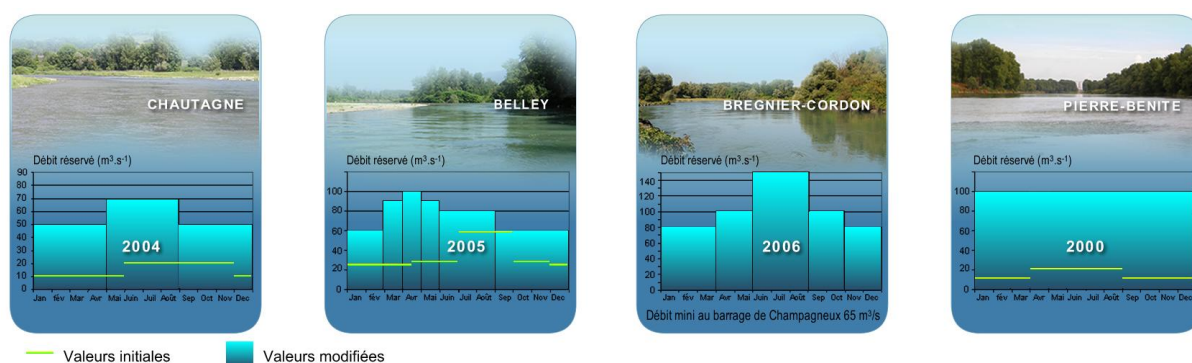 CHAUTAGNE
Débit réservé (m³.s⁻¹)
90
80
70
60
50
40
30
20
10
0
2004
Jan fév Mar Avr Mai Juin Juil Août Sep Oct Nov Dec
BELLEY
Débit réservé (m³.s⁻¹)
100
80
60
40
20
0
2005
Jan fév Mar Avr Mai Juin Juil Août Sep Oct Nov Dec
BREGNIER-CORDON
Débit réservé (m³.s⁻¹)
140
120
100
80
60
40
20
0
2006
Jan fév Mar Avr Mai Juin Juil Août Sep Oct Nov Dec
Débit mini au barrage de Champagneux 65 m³/s
PIERRE-BENITE
Débit réservé (m³.s⁻¹)
100
80
60
40
20
0
2000
Jan fév Mar Avr Mai Juin Juil Août Sep Oct Nov Dec
Valeurs initiales
Valeurs modifiées